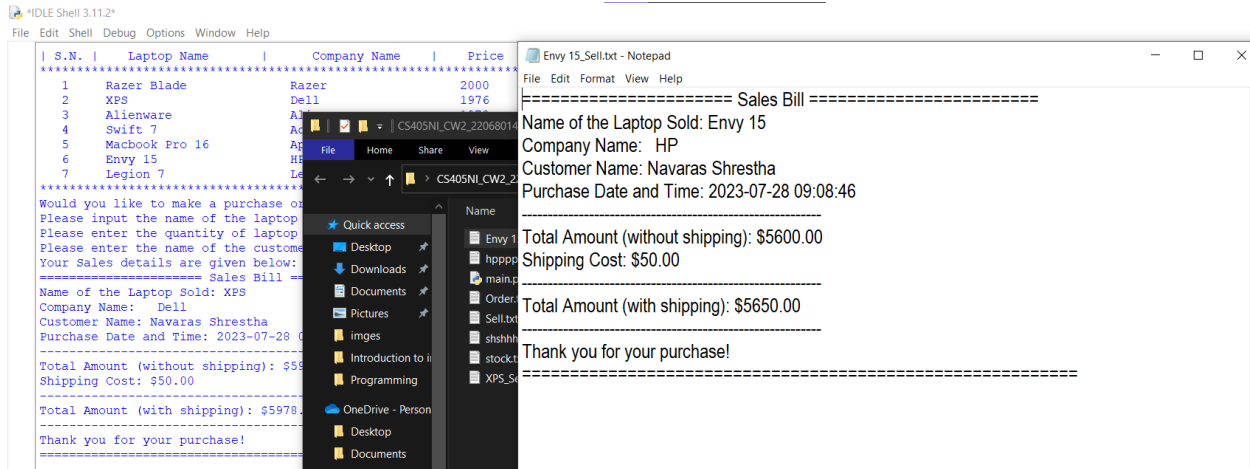 *IDLE Shell 3.11.2*
File Edit Shell Debug Options Window Help
| S.N. | Laptop Name | Company Name | Price
**********************************************************************
1 Razer Blade Razer 2000
2 XPS Dell 1976
3 Alienware
4 Swift 7
5 Macbook Pro 16
6 Envy 15
7 Legion 7
************************************
Would you like to make a purchase or
Please input the name of the laptop
Please enter the quantity of laptop
Please enter the name of the
Your Sales details are given below:
====================== Sales Bill ==
Name of the Laptop Sold: XPS
Company Name: Dell
Customer Name: Navaras Shrestha
Purchase Date and Time: 2023-07-28
------------------------------------
Total Amount (without shipping):
Shipping Cost: $50.00
------------------------------------
Total Amount (with shipping): $5978.
------------------------------------
Thank you for your purchase!
====================================
CS405NI_CW2_22068014
File Home Share View
CS405NI_CW2_2
Quick access
Desktop
Downloads
Documents
Pictures
imges
Introduction to
Programming
OneDrive - Person
Desktop
Documents
Name
Envy 1
hpppp
main.p
Order.
Sell.txt
shshhh
stock.t
XPS_Se
Envy 15_Sell.txt - Notepad
File Edit Format View Help
====================== Sales Bill ========================
Name of the Laptop Sold: Envy 15
Company Name: HP
Customer Name: Navaras Shrestha
Purchase Date and Time: 2023-07-28 09:08:46
------------------------------------------------------------
Total Amount (without shipping): $5600.00
Shipping Cost: $50.00
------------------------------------------------------------
Total Amount (with shipping): $5650.00
------------------------------------------------------------
Thank you for your purchase!
==========================================================